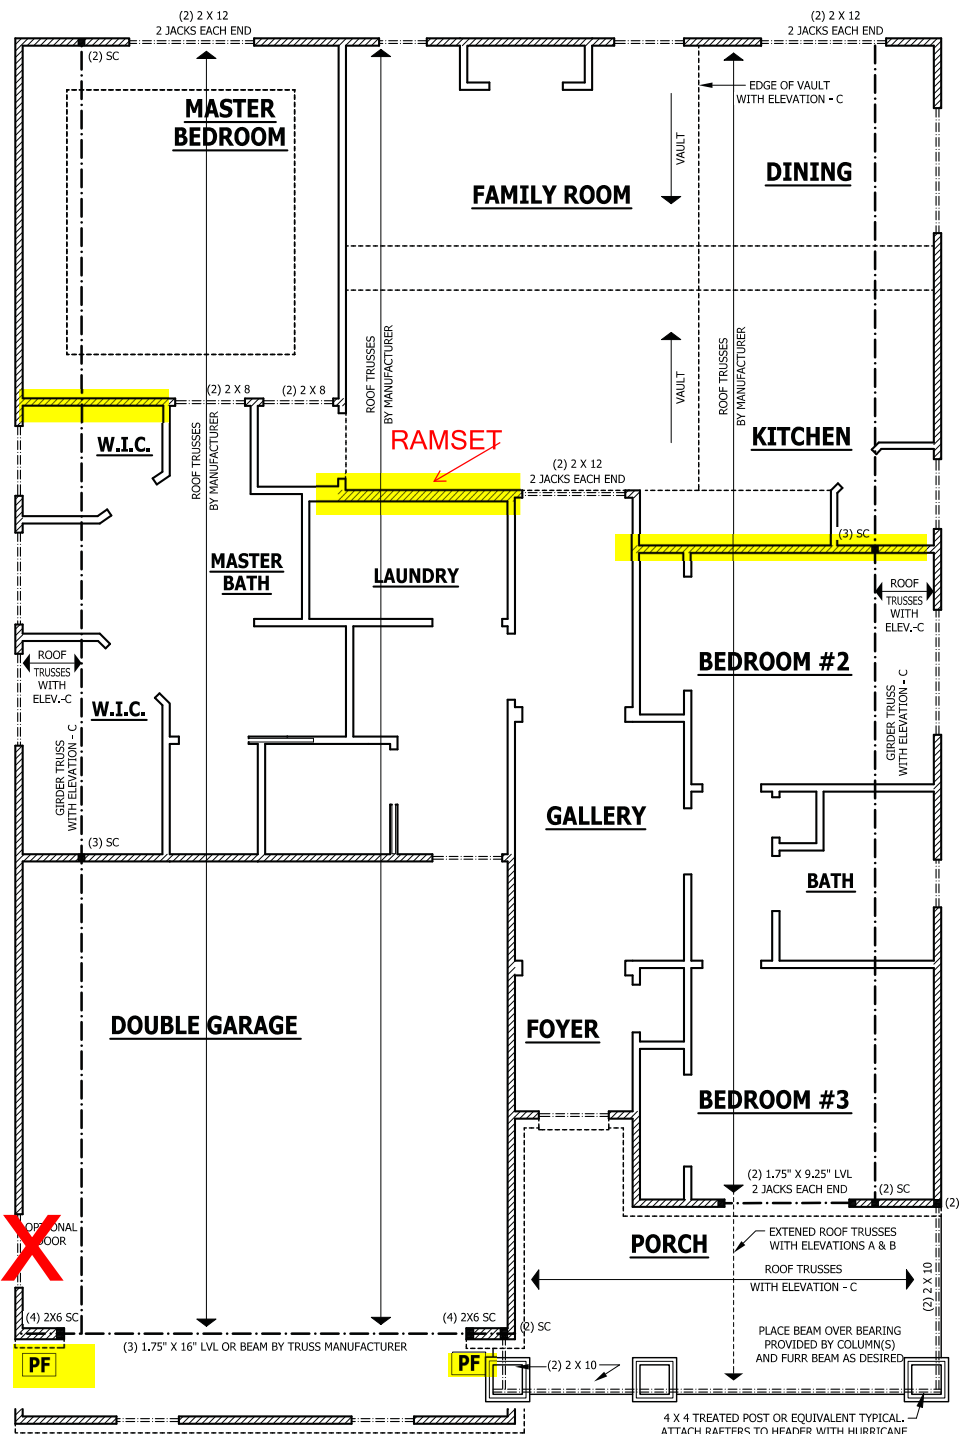 (2) 2 X 12
2 JACKS EACH END
(2) 2 X 12
2 JACKS EACH END
(2) SC
EDGE OF VAULT
WITH ELEVATION - C
MASTER
BEDROOM
VAULT
DINING
FAMILY ROOM
ROOF TRUSSES
BY MANUFACTURER
ROOF TRUSSES
BY MANUFACTURER
(2) 2 X 8
(2) 2 X 8
VAULT
W.I.C.
ROOF TRUSSES
BY MANUFACTURER
RAMSET
KITCHEN
(2) 2 X 12
2 JACKS EACH END
(3) SC
MASTER
BATH
LAUNDRY
ROOF
TRUSSES
WITH
ELEV.-C
ROOF
TRUSSES
WITH
ELEV.-C
BEDROOM #2
W.I.C.
GIRDER TRUSS
WITH ELEVATION - C
GIRDER TRUSS
WITH ELEVATION - C
GALLERY
(3) SC
BATH
DOUBLE GARAGE
FOYER
BEDROOM #3
(2) 1.75" X 9.25" LVL
2 JACKS EACH END
(2) SC
(2)
OPTIONAL
DOOR
X
PORCH
EXTENED ROOF TRUSSES
WITH ELEVATIONS A & B
ROOF TRUSSES
WITH ELEVATION - C
(2) 2 X 10
(4) 2X6 SC
(4) 2X6 SC
(2) SC
(3) 1.75" X 16" LVL OR BEAM BY TRUSS MANUFACTURER
PLACE BEAM OVER BEARING
PROVIDED BY COLUMN(S)
AND FURR BEAM AS DESIRED
PF
PF
(2) 2 X 10
4 X 4 TREATED POST OR EQUIVALENT TYPICAL.
ATTACH RAFTERS TO HEADER WITH HURRICANE